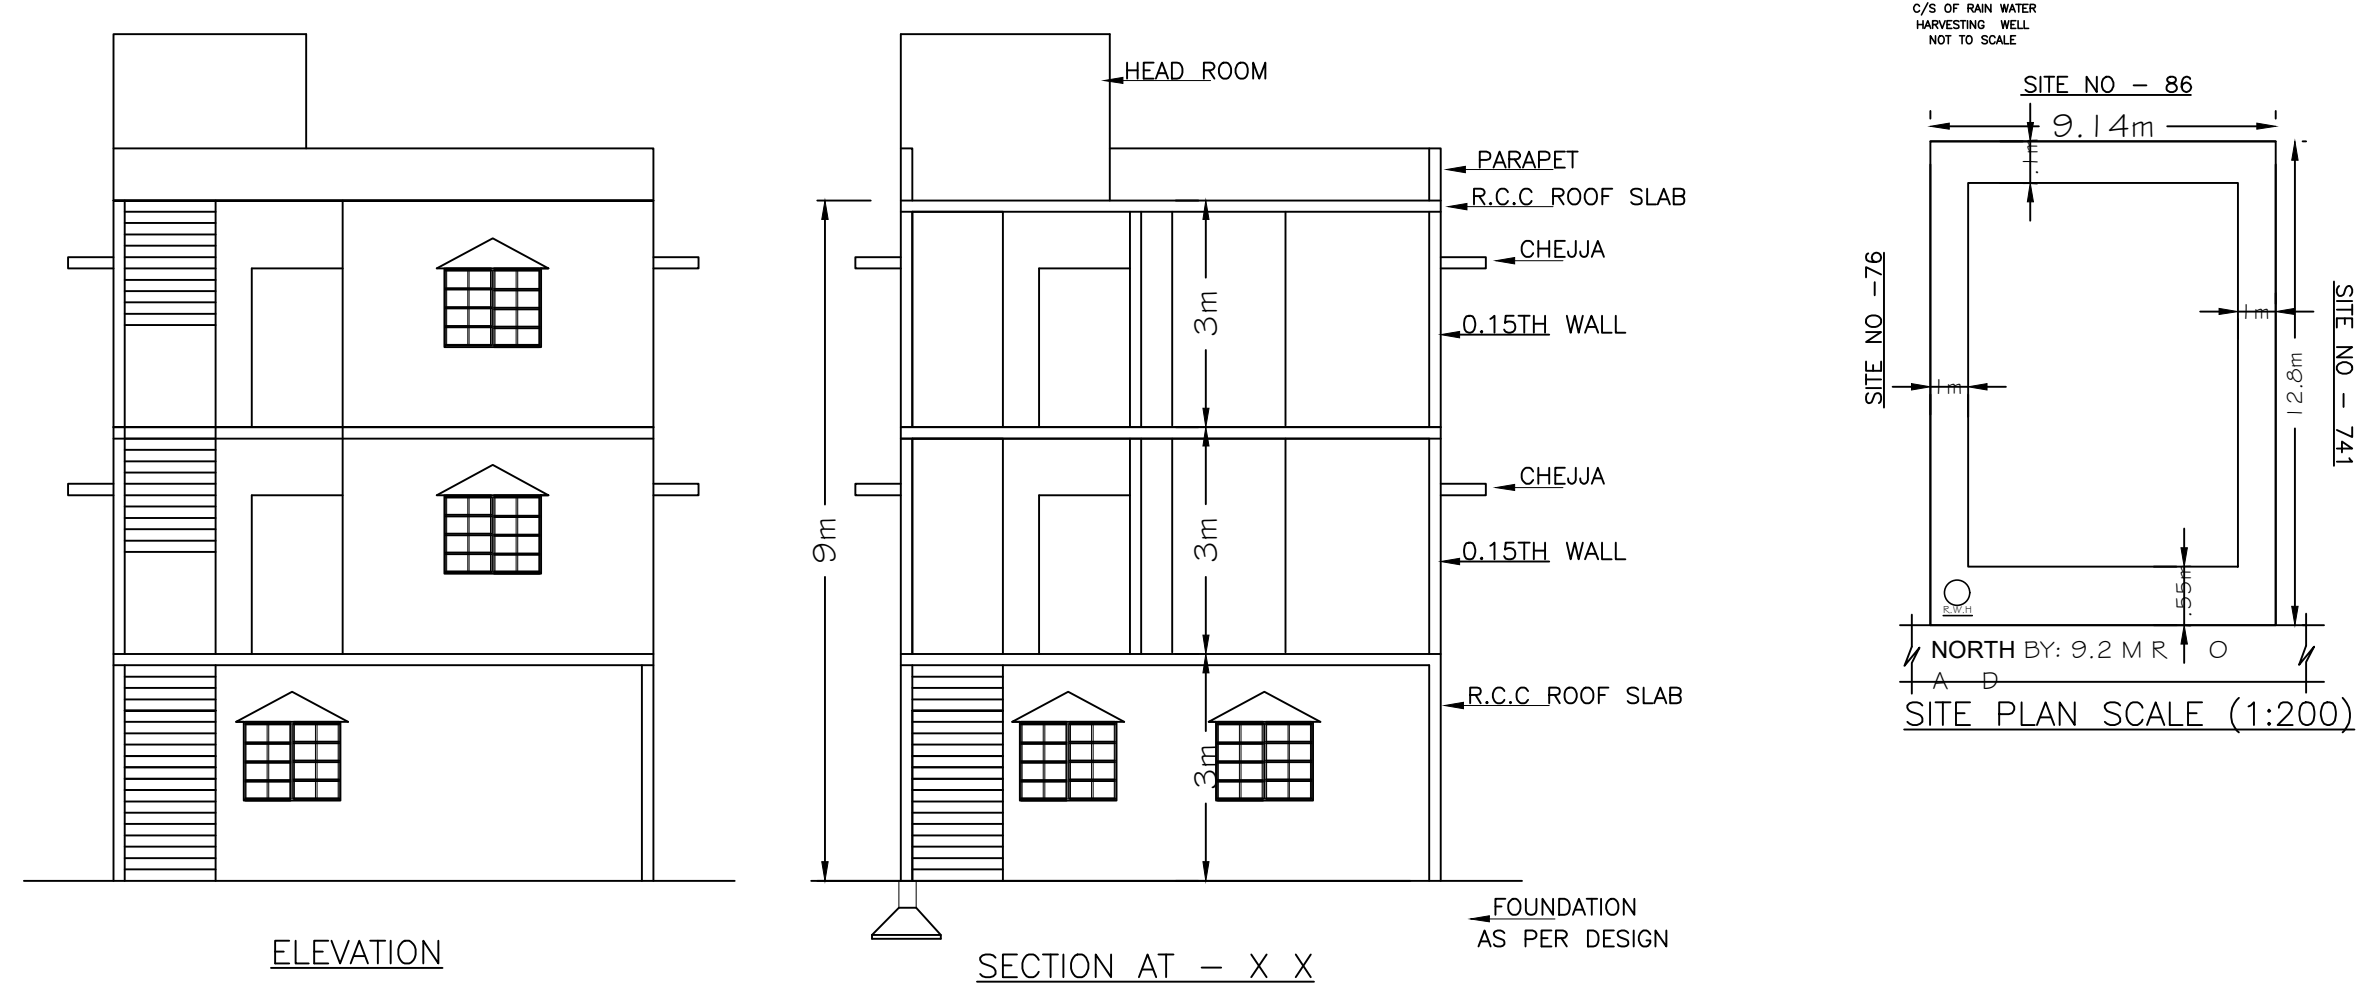 C/S OF RAIN WATER
HARVESTING WELL
NOT TO SCALE
HEAD ROOM
PARAPET
R.C.C ROOF SLAB
CHEJJA
0.15TH WALL
CHEJJA
0.15TH WALL
R.C.C ROOF SLAB
FOUNDATION
AS PER DESIGN
9m
3m
3m
3m
ELEVATION
SECTION AT - X X
SITE NO - 86
9.14m
SITE NO -76
1m
1m
12.8m
SITE NO - 741
.55m
R.W.H
NORTH BY: 9.2 M R O
A D
SITE PLAN SCALE (1:200)